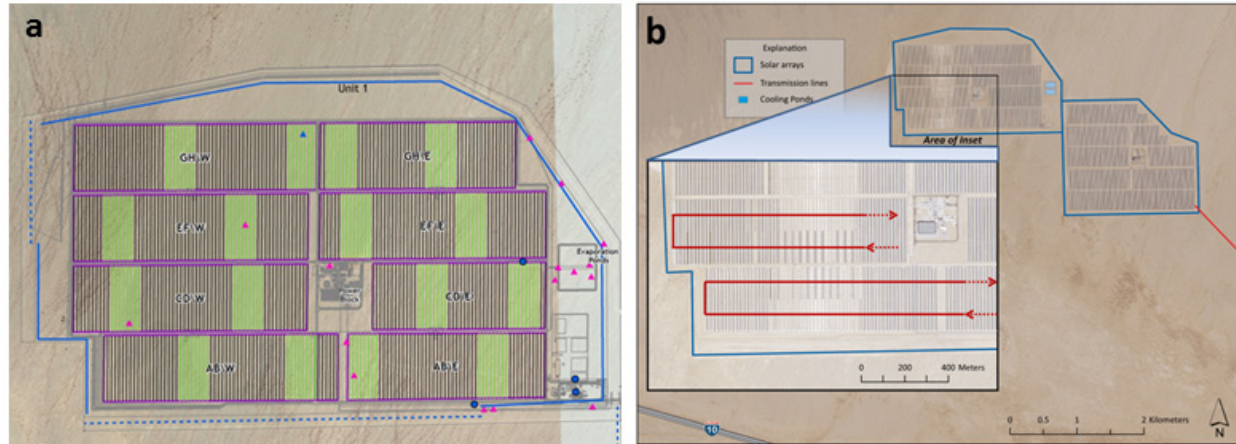 a
Unit 1
GH\W
GH\E
EF\W
EF\E
Evaporation
Ponds
CD\W
Power
Block
CD\E
2
AB\W
AB\E
b
Explanation
Solar arrays
Transmission lines
Cooling Ponds
Area of Inset
0 200 400 Meters
10
0 0.5 1 2 Kilometers
N